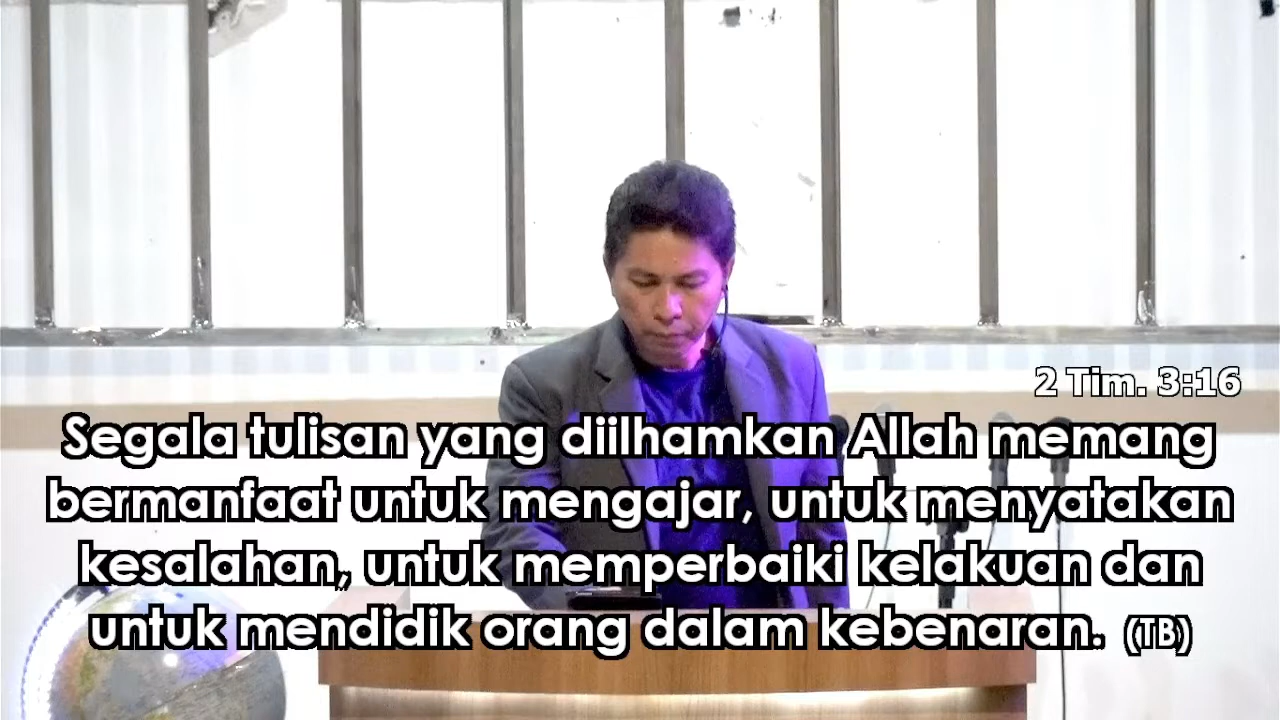 2 Tim. 3:16
Segala tulisan yang diilhamkan Allah memang
bermanfaat untuk mengajar, untuk menyatakan
kesalahan, untuk memperbaiki kelakuan dan
untuk mendidik orang dalam kebenaran. (TB)